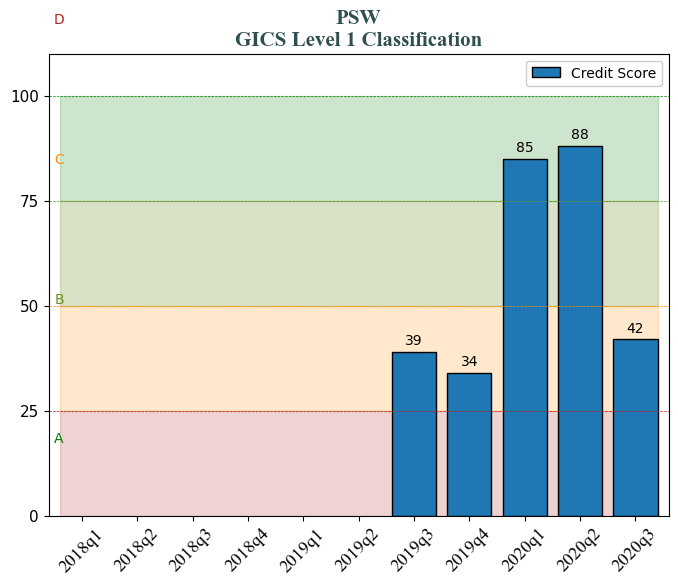 D
PSW
GICS Level 1 Classification
Credit Score
100
75
50
25
0
C
B
A
39
34
85
88
42
2018q1
2018q2
2018q3
2018q4
2019q1
2019q2
2019q3
2019q4
2020q1
2020q2
2020q3